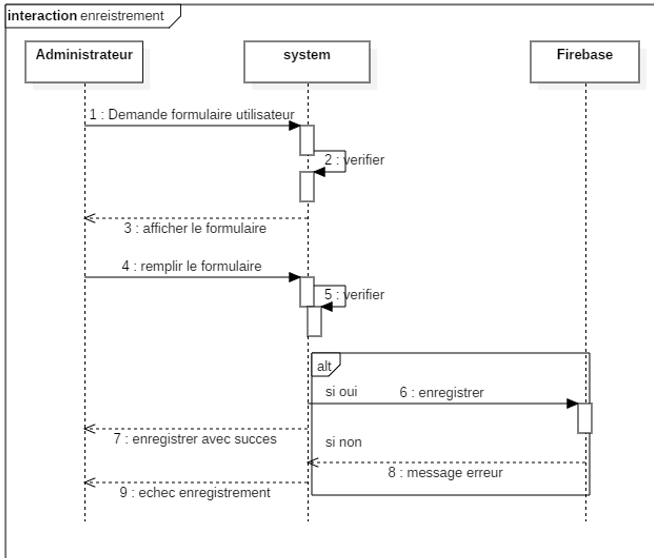 interaction enreistrement
Administrateur
system
Firebase
1 : Demande formulaire utilisateur
2 : verifier
3 : afficher le formulaire
4 : remplir le formulaire
5 : verifier
alt
si oui
6 : enregistrer
7 : enregistrer avec succes
si non
8 : message erreur
9 : echec enregistrement